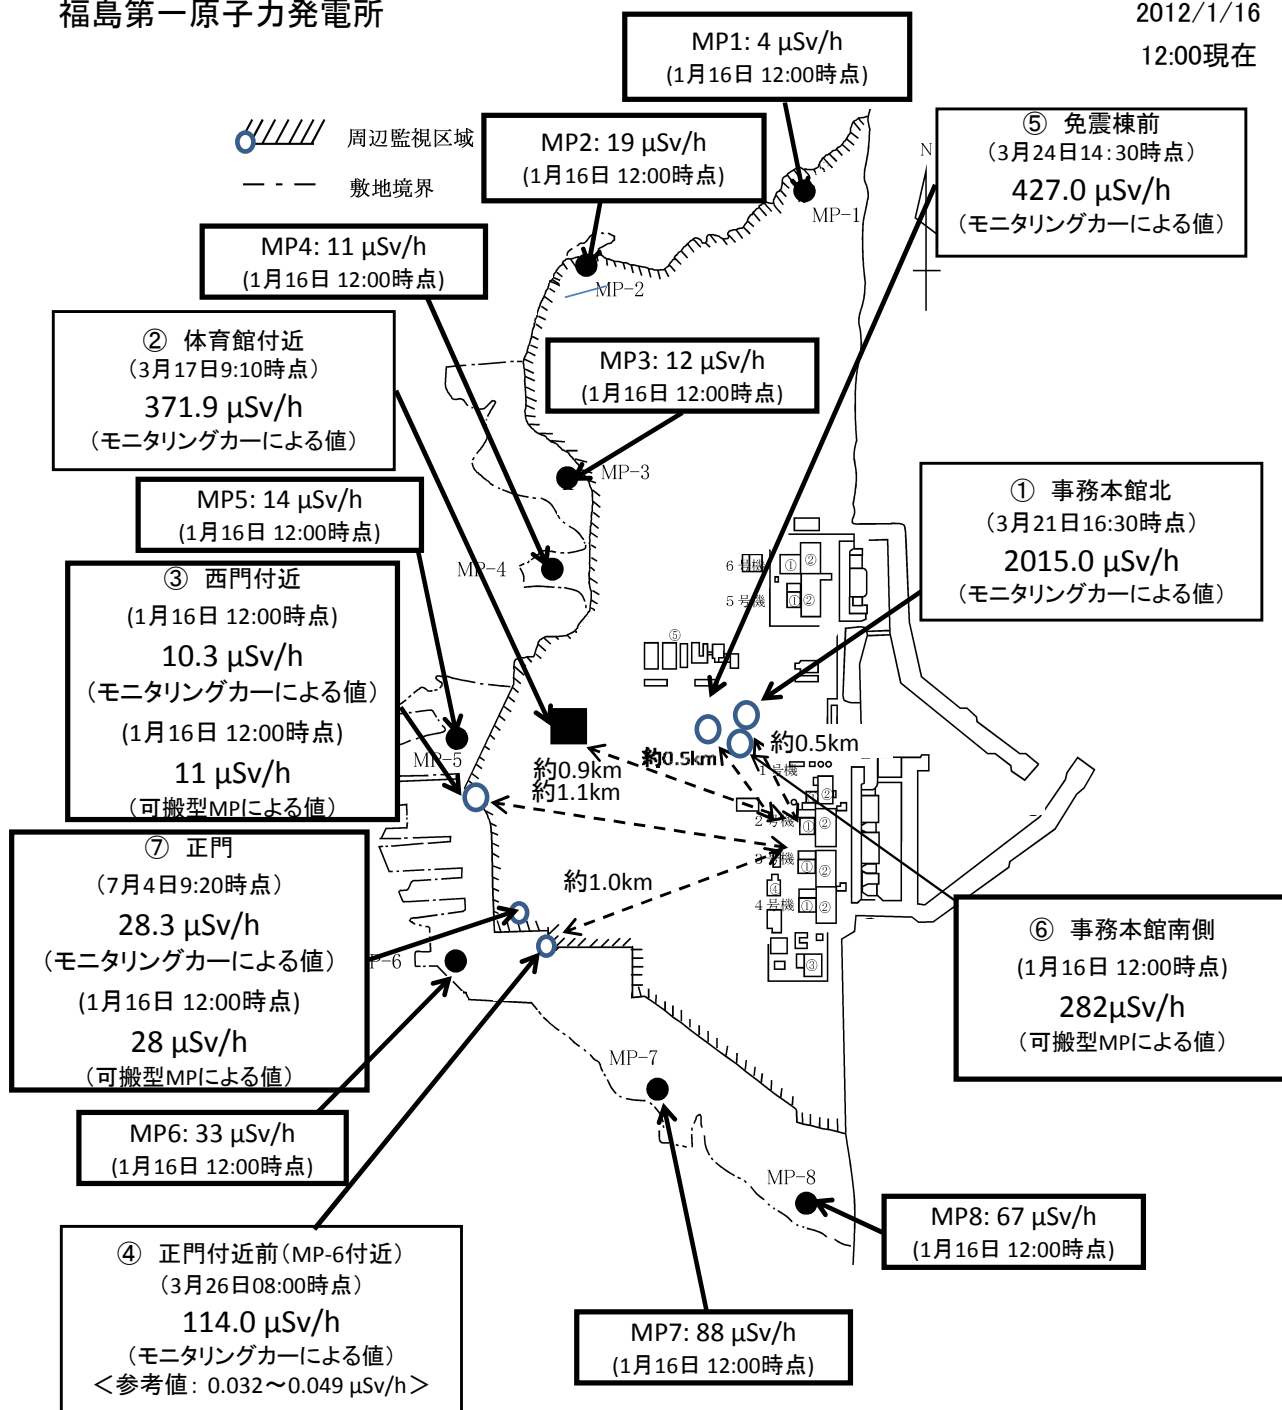 福島第一原子力発電所
2012/1/16
12:00現在
MP1: 4 μSv/h
(1月16日 12:00時点)
周辺監視区域
敷地境界
MP2: 19 μSv/h
(1月16日 12:00時点)
⑤ 免震棟前
(3月24日14:30時点)
427.0 μSv/h
(モニタリングカーによる値)
N
MP-1
MP4: 11 μSv/h
(1月16日 12:00時点)
MP-2
② 体育館付近
(3月17日9:10時点)
371.9 μSv/h
(モニタリングカーによる値)
MP3: 12 μSv/h
(1月16日 12:00時点)
MP-3
① 事務本館北
(3月21日16:30時点)
2015.0 μSv/h
(モニタリングカーによる値)
MP5: 14 μSv/h
(1月16日 12:00時点)
MP-4
6号機
① ②
5号機
① ②
③ 西門付近
(1月16日 12:00時点)
10.3 μSv/h
(モニタリングカーによる値)
(1月16日 12:00時点)
11 μSv/h
(可搬型MPによる値)
⑤
MP-5
約0.9km
約1.1km
約0.5km
約0.5km
1号機
②
2号機
① ②
3号機
① ②
④
4号機
① ②
③
約1.0km
⑦ 正門
(7月4日9:20時点)
28.3 μSv/h
(モニタリングカーによる値)
(1月16日 12:00時点)
28 μSv/h
(可搬型MPによる値)
P-6
⑥ 事務本館南側
(1月16日 12:00時点)
282μSv/h
(可搬型MPによる値)
MP-7
MP6: 33 μSv/h
(1月16日 12:00時点)
MP-8
MP8: 67 μSv/h
(1月16日 12:00時点)
④ 正門付近前(MP-6付近)
(3月26日08:00時点)
114.0 μSv/h
(モニタリングカーによる値)
＜参考値: 0.032～0.049 μSv/h＞
MP7: 88 μSv/h
(1月16日 12:00時点)